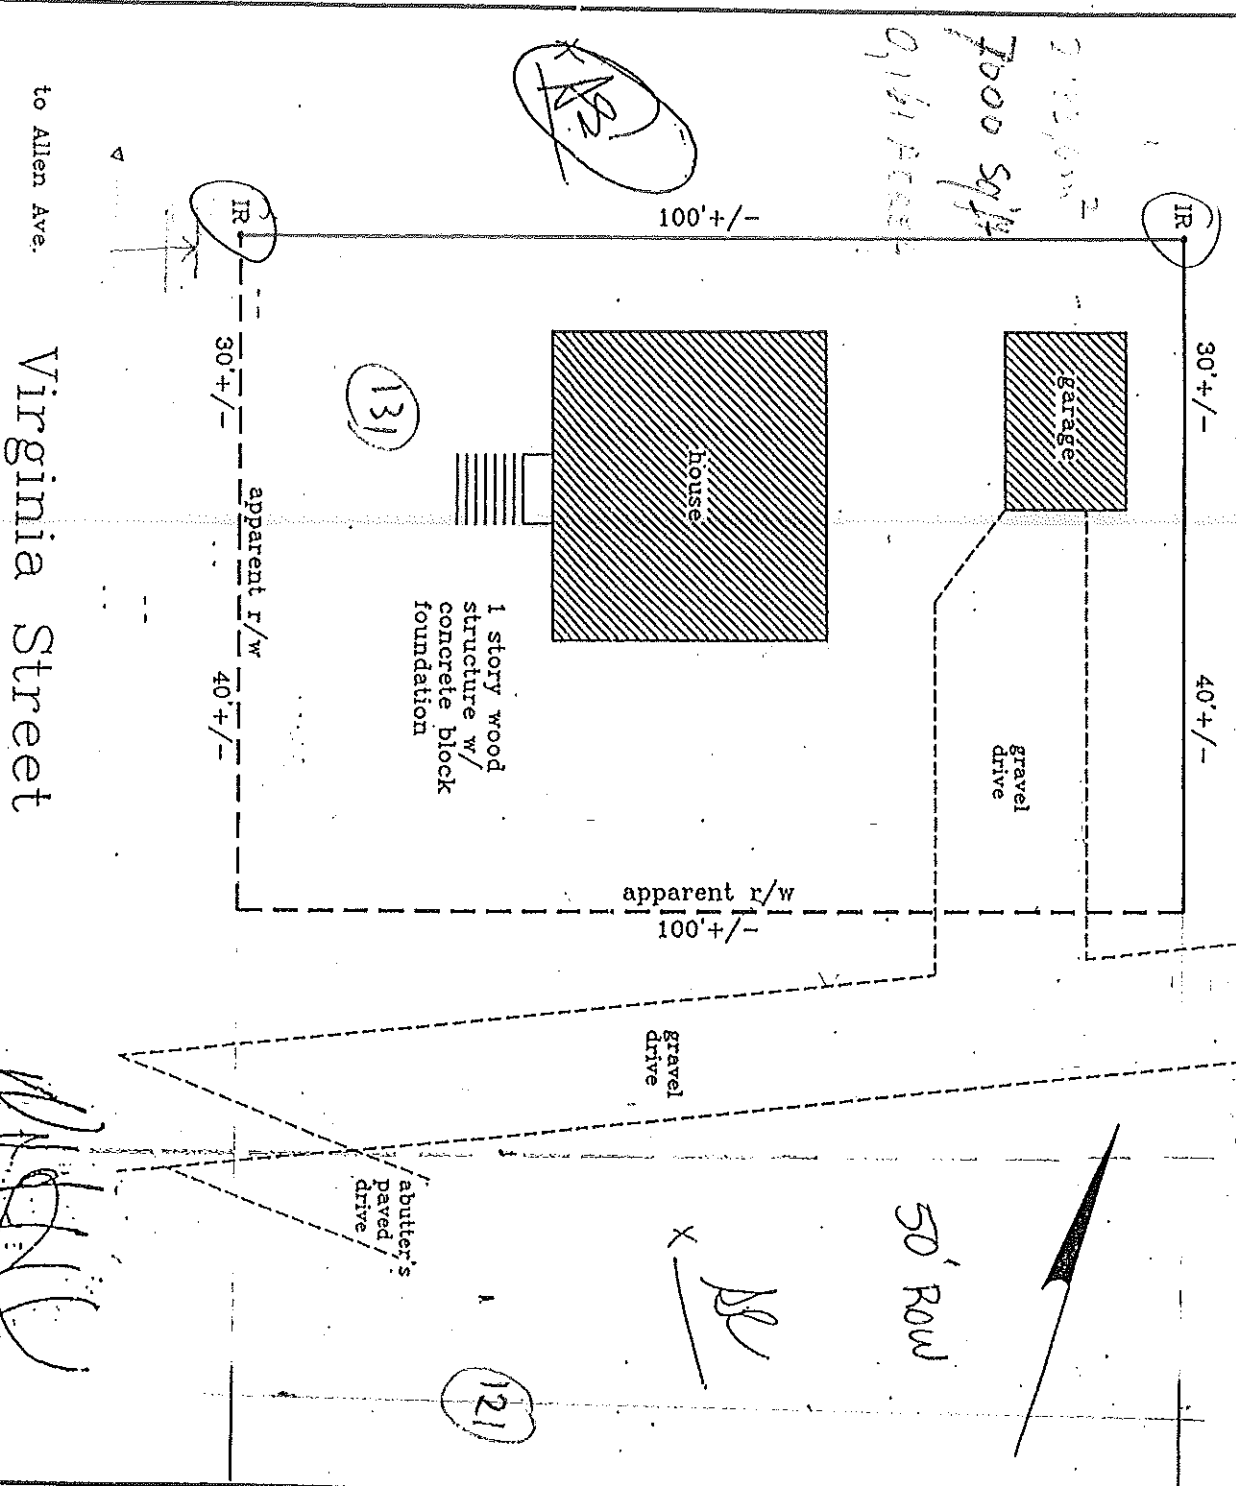 7000 sq'ft
IR
30'+/-
40'+/-
100'+/-
garage
gravel
drive
house
131
1 story wood
structure w/
concrete block
foundation
apparent r/w
100'+/-
IR
30'+/-
apparent r/w
40'+/-
to Allen Ave.
Virginia Street
gravel
drive
abutter's
paved
drive
50' ROW
X
121